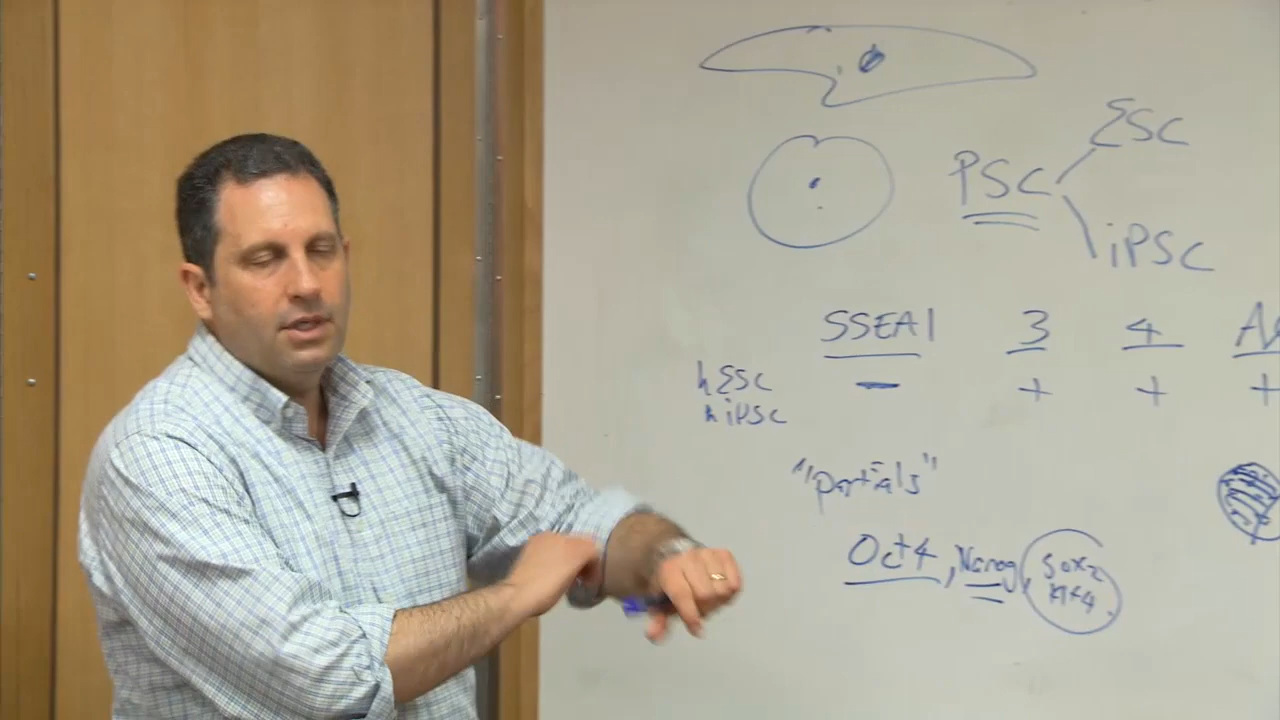 ESC
PSC
iPSC
SSEA1 3 4
hESC - + + +
hiPSC
"partials"
Oct4, Nanog, Sox2
Klf4